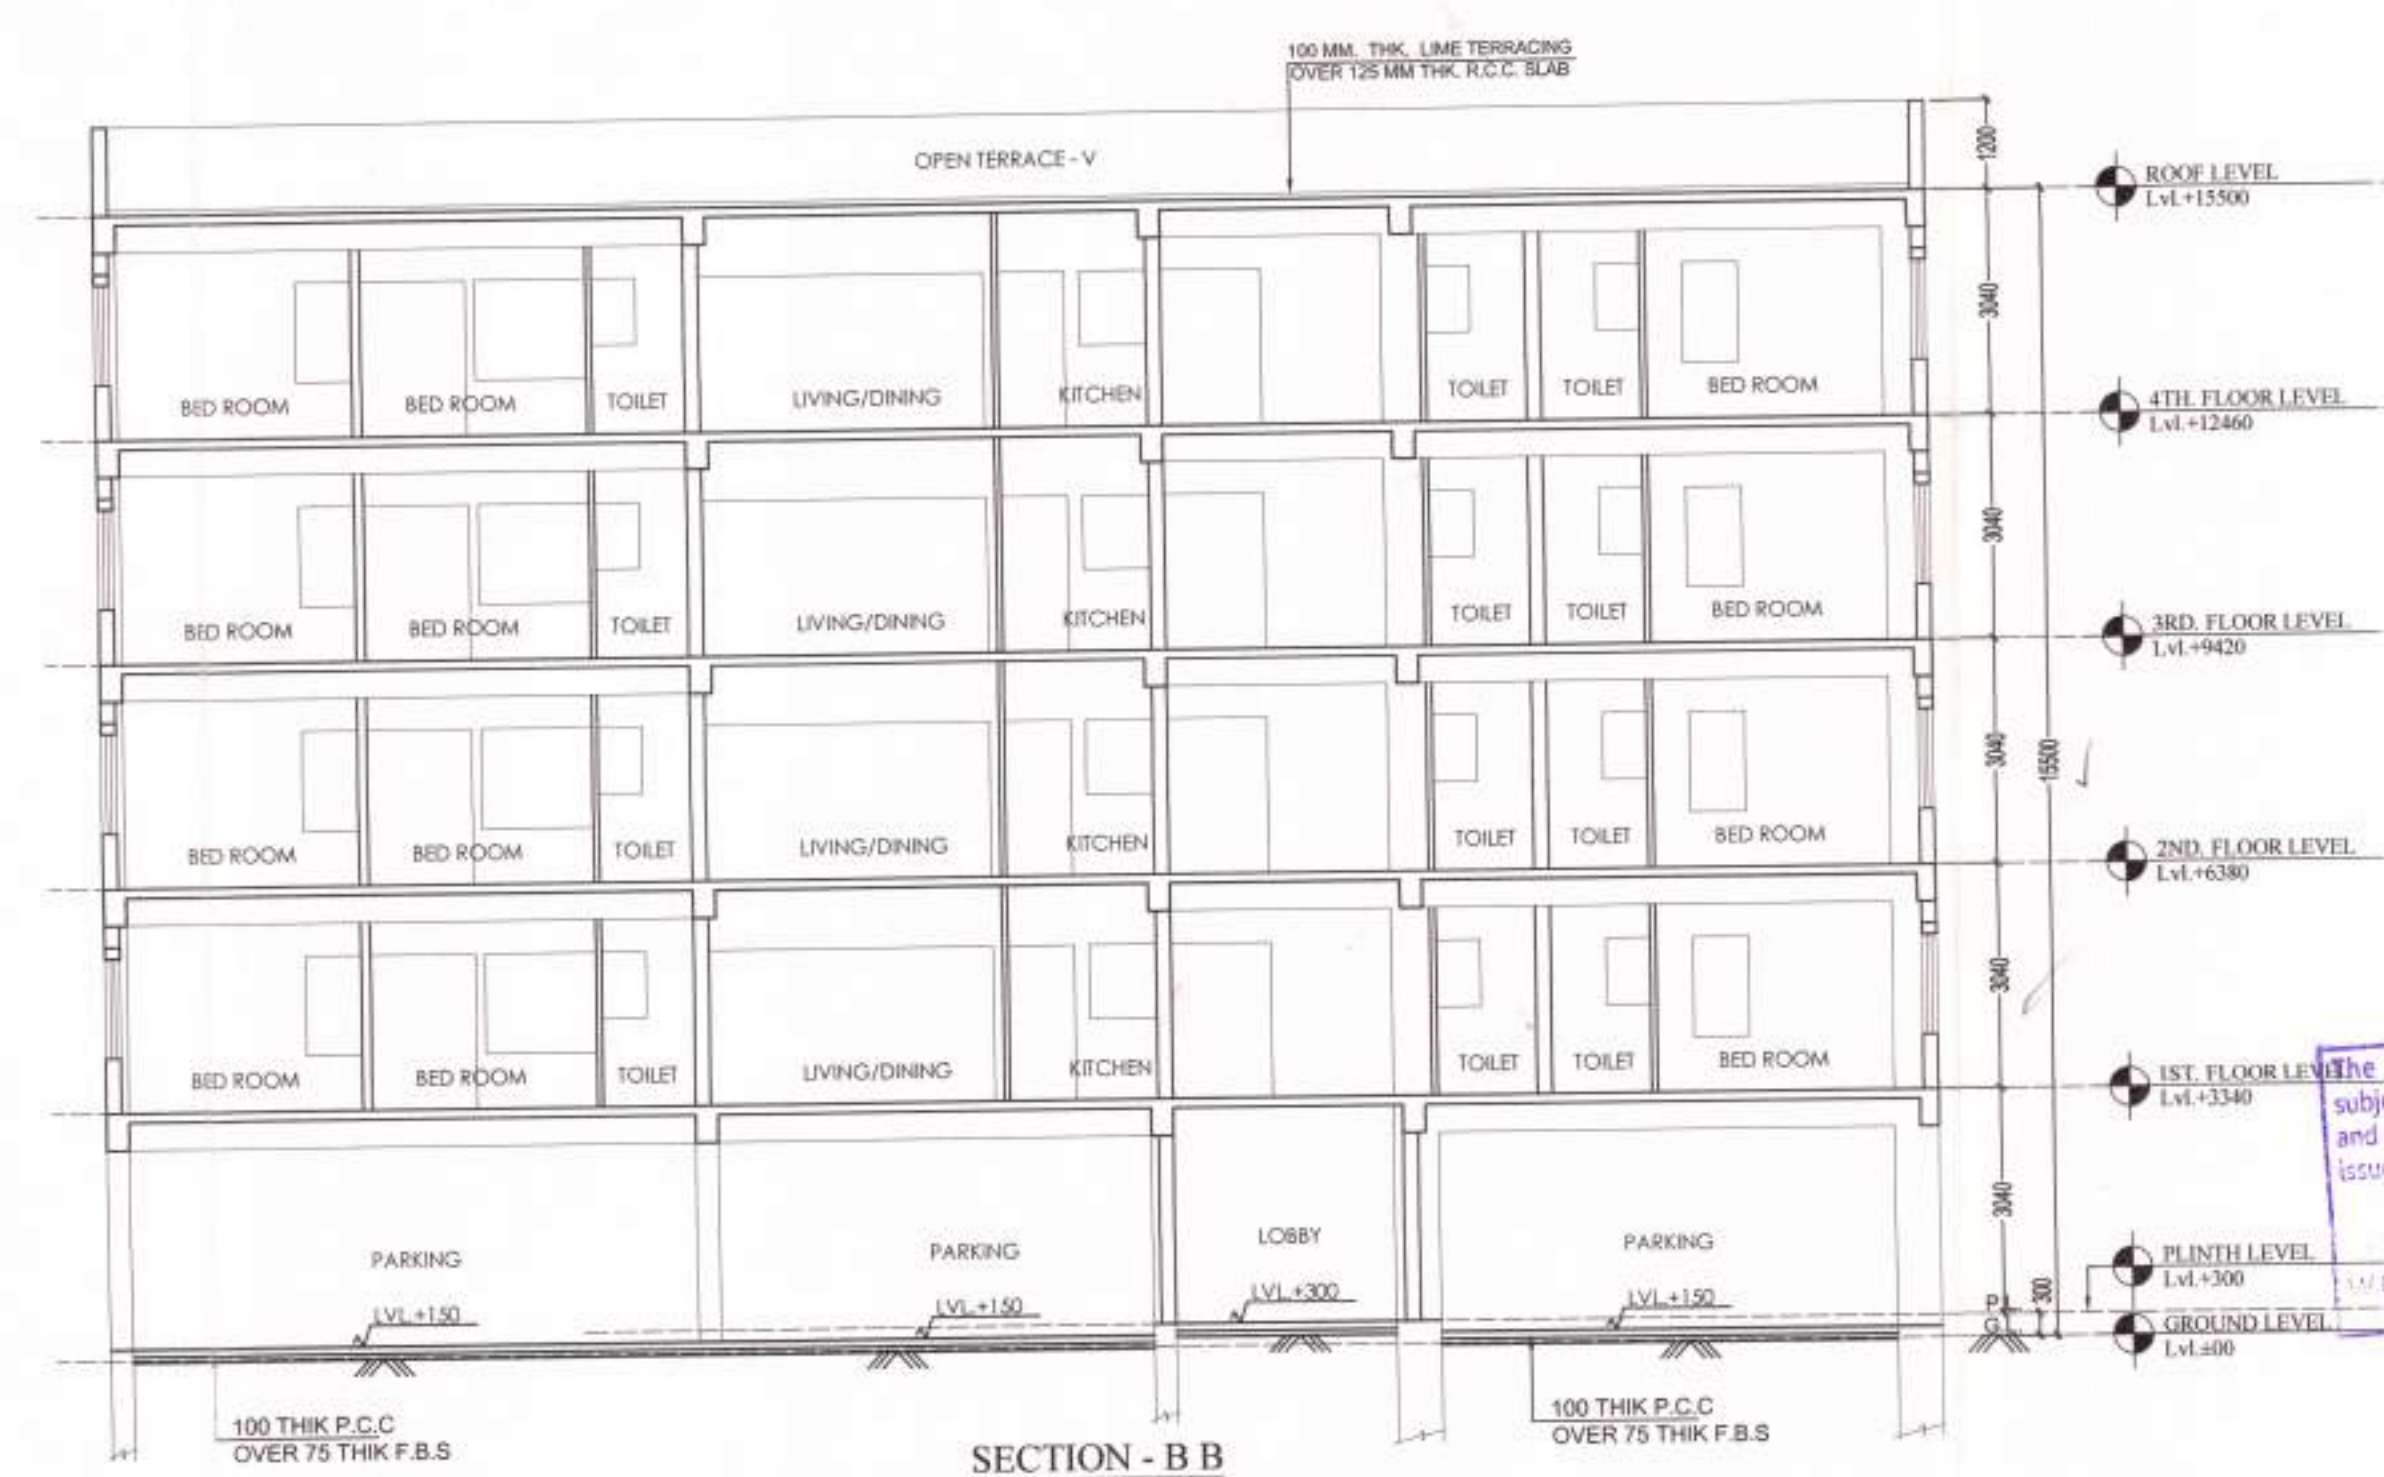 100 MM. THK. LIME TERRACING
OVER 125 MM THK. R.C.C. SLAB
OPEN TERRACE - V
1200
ROOF LEVEL
Lvl.+15500
3040
BED ROOM
BED ROOM
TOILET
LIVING/DINING
KITCHEN
TOILET
TOILET
BED ROOM
4TH. FLOOR LEVEL
Lvl.+12460
3040
BED ROOM
BED ROOM
TOILET
LIVING/DINING
KITCHEN
TOILET
TOILET
BED ROOM
3RD. FLOOR LEVEL
Lvl.+9420
3040
15500
BED ROOM
BED ROOM
TOILET
LIVING/DINING
KITCHEN
TOILET
TOILET
BED ROOM
2ND. FLOOR LEVEL
Lvl.+6380
3040
BED ROOM
BED ROOM
TOILET
LIVING/DINING
KITCHEN
TOILET
TOILET
BED ROOM
1ST. FLOOR LEVEL
Lvl.+3340
The
subj
and
issu
3040
PARKING
PARKING
LOBBY
PARKING
PLINTH LEVEL
Lvl.+300
LVL.+150
LVL.+150
LVL.+300
LVL.+150
300
P
G
GROUND LEVEL
Lvl.±00
100 THIK P.C.C
OVER 75 THIK F.B.S
100 THIK P.C.C
OVER 75 THIK F.B.S
SECTION - B B